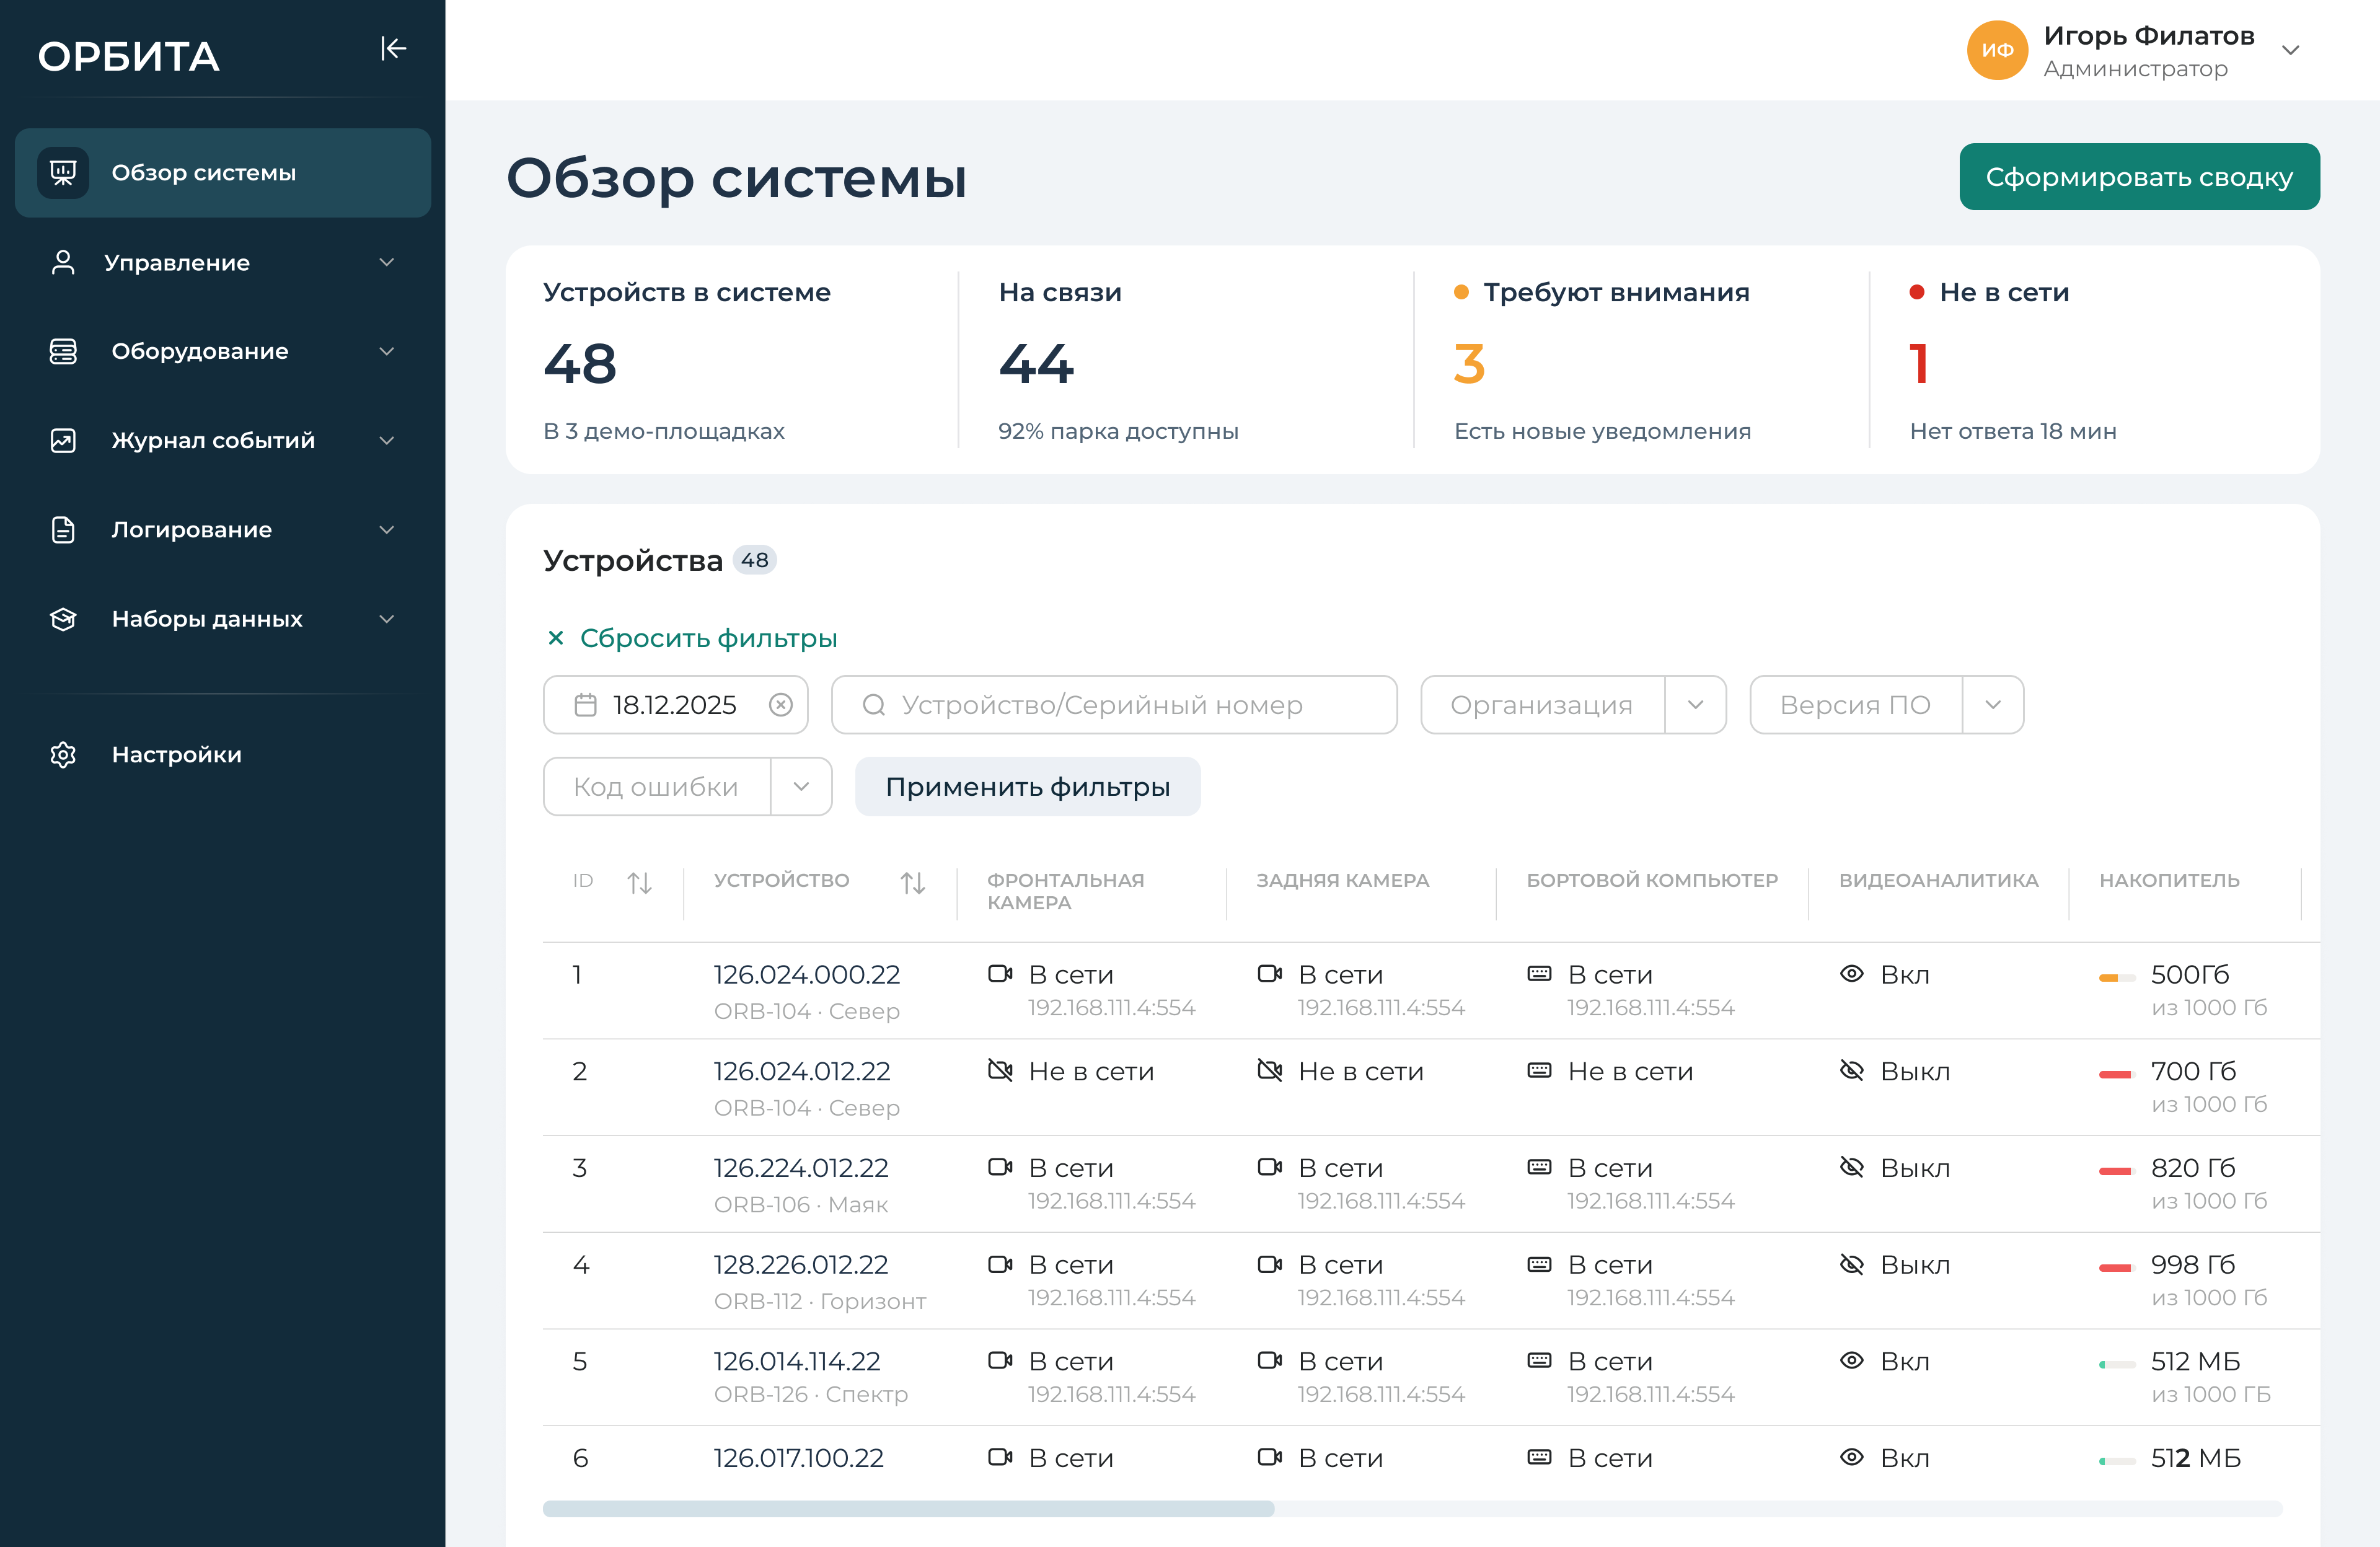 ОРБИТА
Обзор системы
Управление
Оборудование
Журнал событий
Логирование
Наборы данных
Настройки
ИФ
Игорь Филатов
Администратор
Обзор системы
Сформировать сводку
Устройств в системе
48
В 3 демо-площадках
На связи
44
92% парка доступны
Требуют внимания
3
Есть новые уведомления
Не в сети
1
Нет ответа 18 мин
Устройства 48
Сбросить фильтры
18.12.2025 Устройство/Серийный номер Организация Версия ПО
Код ошибки Применить фильтры
ID УСТРОЙСТВО ФРОНТАЛЬНАЯ ЗАДНЯЯ КАМЕРА БОРТОВОЙ КОМПЬЮТЕР ВИДЕОАНАЛИТИКА НАКОПИТЕЛЬ
КАМЕРА
1 126.024.000.22 В сети В сети В сети Вкл 500Гб
ORB-104 · Север 192.168.111.4:554 192.168.111.4:554 192.168.111.4:554 из 1000 Гб
2 126.024.012.22 Не в сети Не в сети Не в сети Выкл 700 Гб
ORB-104 · Север из 1000 Гб
3 126.224.012.22 В сети В сети В сети Выкл 820 Гб
ORB-106 · Маяк 192.168.111.4:554 192.168.111.4:554 192.168.111.4:554 из 1000 Гб
4 128.226.012.22 В сети В сети В сети Выкл 998 Гб
ORB-112 · Горизонт 192.168.111.4:554 192.168.111.4:554 192.168.111.4:554 из 1000 Гб
5 126.014.114.22 В сети В сети В сети Вкл 512 МБ
ORB-126 · Спектр 192.168.111.4:554 192.168.111.4:554 192.168.111.4:554 из 1000 ГБ
6 126.017.100.22 В сети В сети В сети Вкл 512 МБ